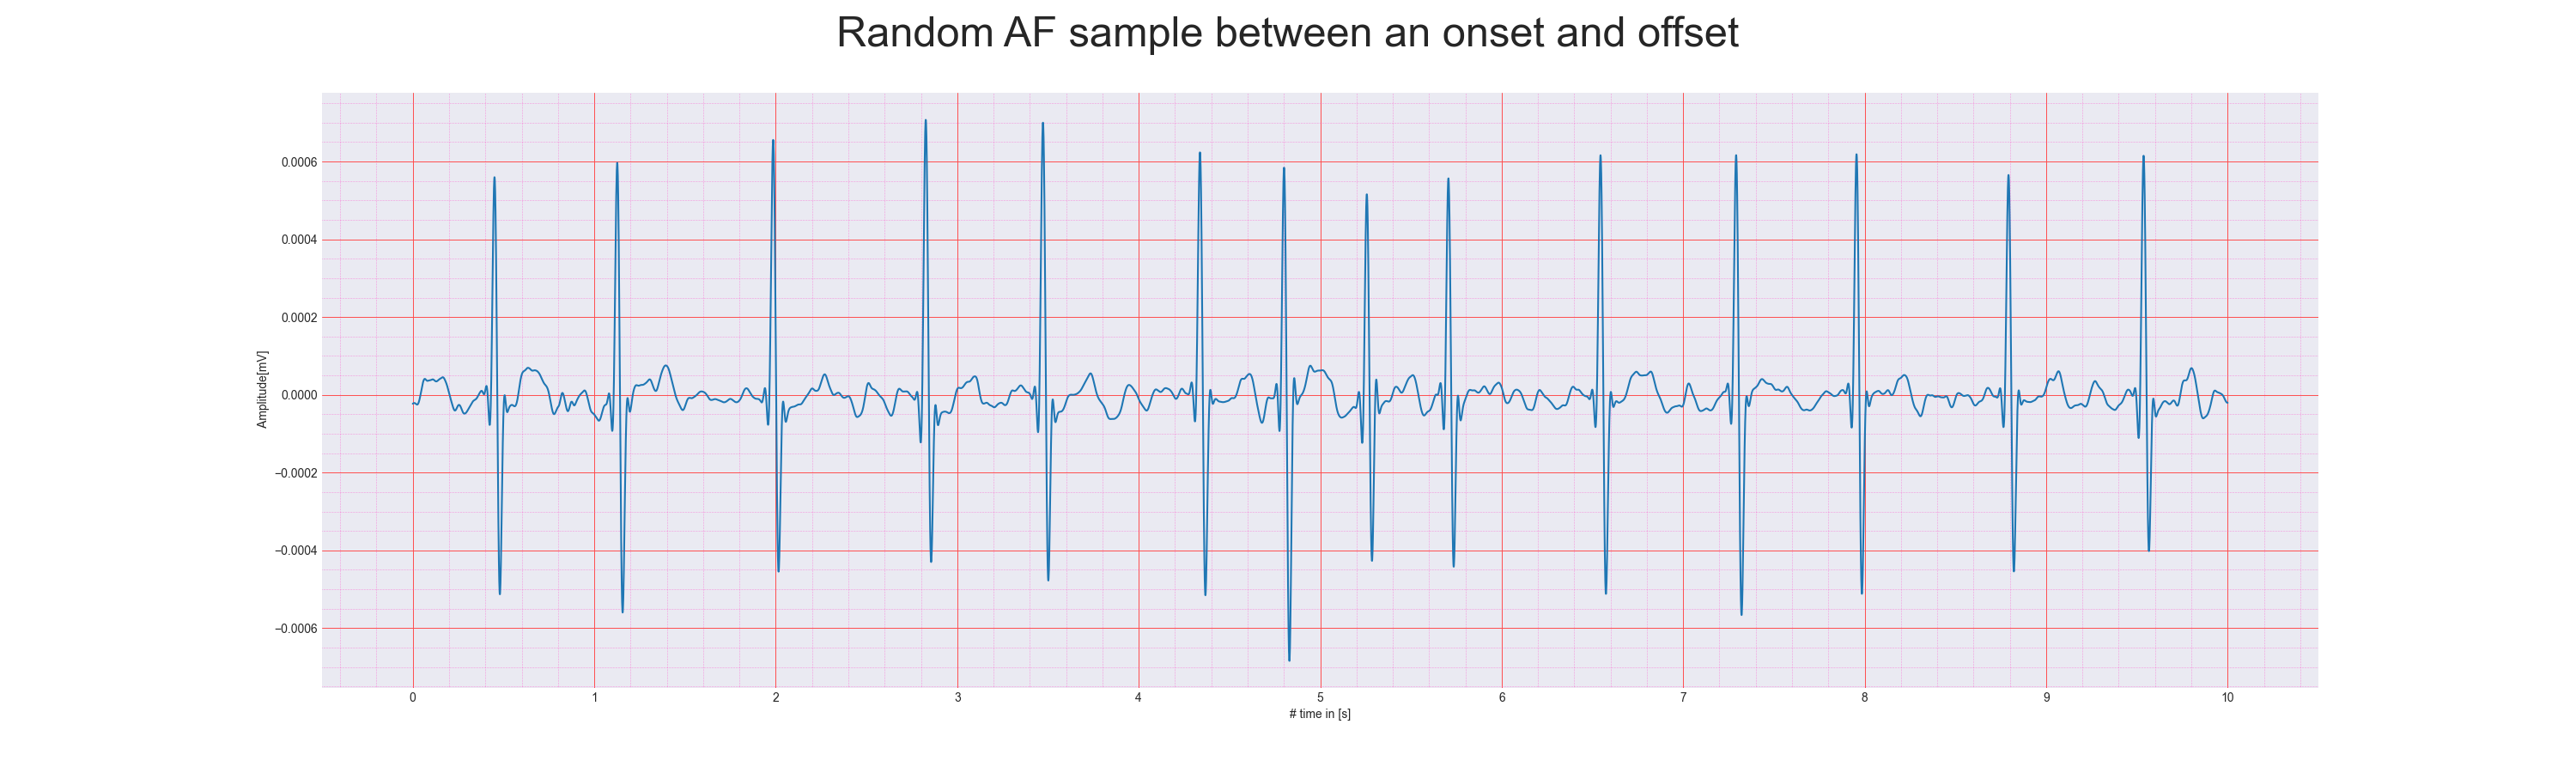 Random AF sample between an onset and offset
0.0006
0.0004
0.0002
0.0000
−0.0002
−0.0004
−0.0006
Amplitude[mV]
0 1 2 3 4 5 6 7 8 9 10
# time in [s]